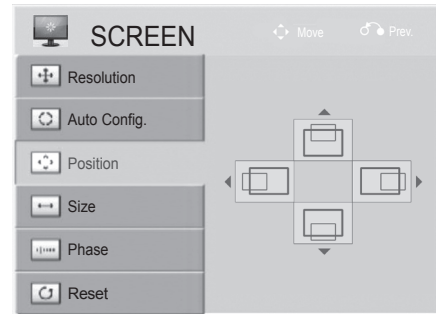 SCREEN
Move
Prev.
Resolution
Auto Config.
Position
Size
Phase
Reset